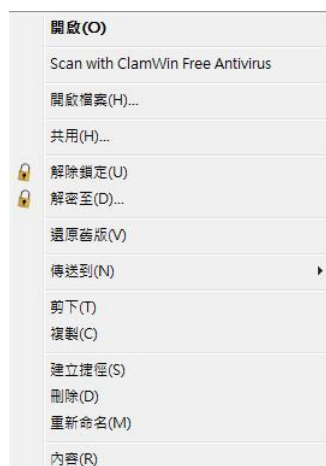 開啟(O)
Scan with ClamWin Free Antivirus
開啟檔案(H)...
共用(H)...
解除鎖定(U)
解密至(D)...
還原舊版(V)
傳送到(N)
剪下(T)
複製(C)
建立捷徑(S)
刪除(D)
重新命名(M)
內容(R)